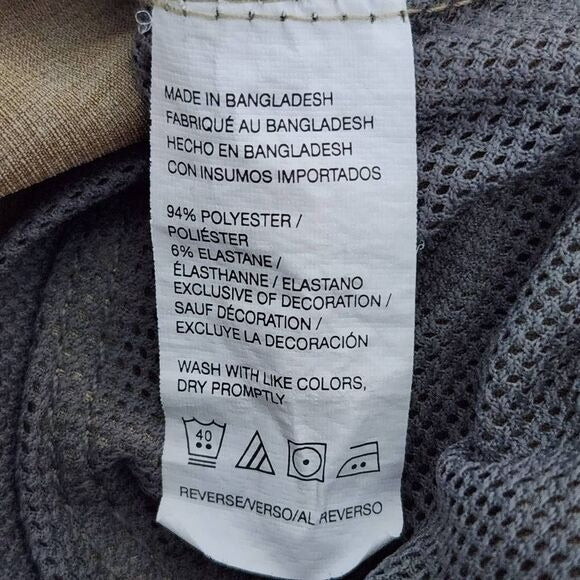 MADE IN BANGLADESH
FABRIQUÉ AU BANGLADESH
HECHO EN BANGLADESH
CON INSUMOS IMPORTADOS
94% POLYESTER /
POLIÉSTER
6% ELASTANE /
ÉLASTHANNE / ELASTANO
EXCLUSIVE OF DECORATION /
SAUF DÉCORATION /
EXCLUYE LA DECORACIÓN
WASH WITH LIKE COLORS,
DRY PROMPTLY
40
REVERSE/VERSO/AL REVERSO